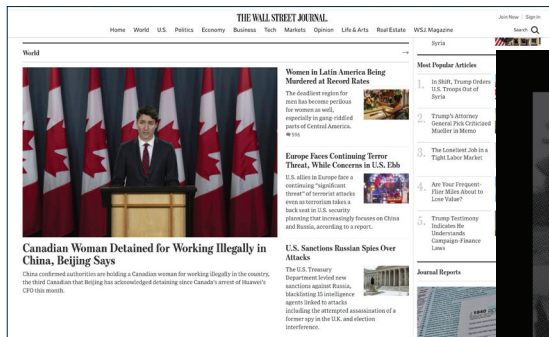 THE WALL STREET JOURNAL.
Join Now | Sign In
Home World U.S. Politics Economy Business Tech Markets Opinion Life & Arts Real Estate WSJ. Magazine
Search
World
Canadian Woman Detained for Working Illegally in
China, Beijing Says
China confirmed authorities are holding a Canadian woman for working illegally in the country,
the third Canadian that Beijing has acknowledged detaining since Canada's arrest of Huawei's
CFO this month.
Women in Latin America Being
Murdered at Record Rates
The deadliest region for
men has become perilous
for women as well,
especially in gang-riddled
parts of Central America.
596
Europe Faces Continuing Terror
Threat, While Concerns in U.S. Ebb
U.S. allies in Europe face a
continuing "significant
threat" of terrorist attacks
even as terrorism takes a
back seat in U.S. security
planning that increasingly focuses on China
and Russia, according to a report.
U.S. Sanctions Russian Spies Over
Attacks
The U.S. Treasury
Department levied new
sanctions against Russia,
blacklisting 15 intelligence
agents linked to attacks
including the attempted assassination of a
former spy in the U.K. and election
interference.
Syria
Most Popular Articles
1. In Shift, Trump Orders
U.S. Troops Out of
Syria
2. Trump's Attorney
General Pick Criticized
Mueller in Memo
3. The Loneliest Job in a
Tight Labor Market
4. Are Your Frequent-
Flier Miles About to
Lose Value?
5. Trump Testimony
Indicates He
Understands
Campaign-Finance
Laws
Journal Reports
1040